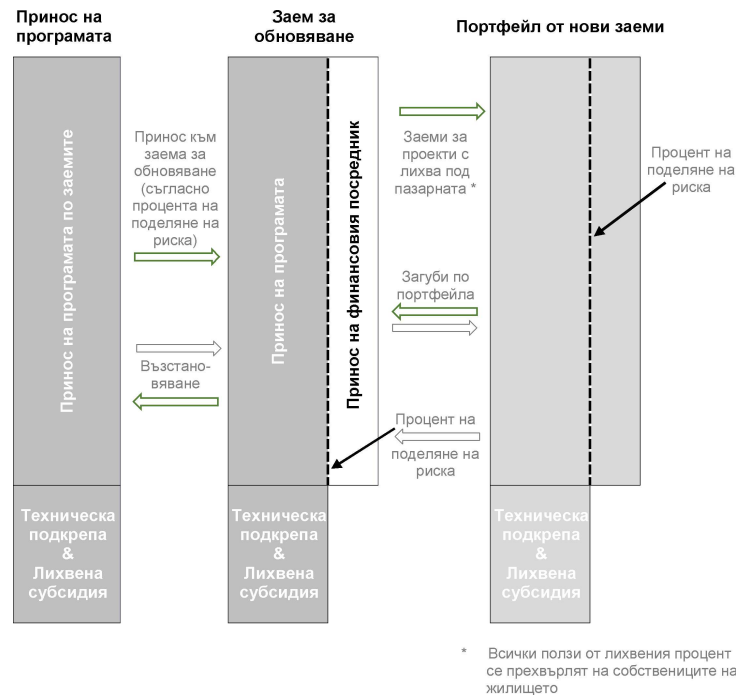 Принос на
програмата
Заем за
обновяване
Портфейл от нови заеми
Принос на програмата по заемите
Принос към
заема за
обновяване
(съгласно
процента на
поделяне на
риска)
Възстано-
вяване
Принос на програмата
Принос на финансовия посредник
Заеми за
проекти с
лихва под
пазарната *
Загуби по
портфейла
Процент на
поделяне на
риска
Процент на
поделяне на
риска
Техническа
подкрепа
&
Лихвена
субсидия
Техническа
подкрепа
&
Лихвена
субсидия
Техническа
подкрепа
&
Лихвена
субсидия
* Всички ползи от лихвения процент
се прехвърлят на собствениците на
жилището